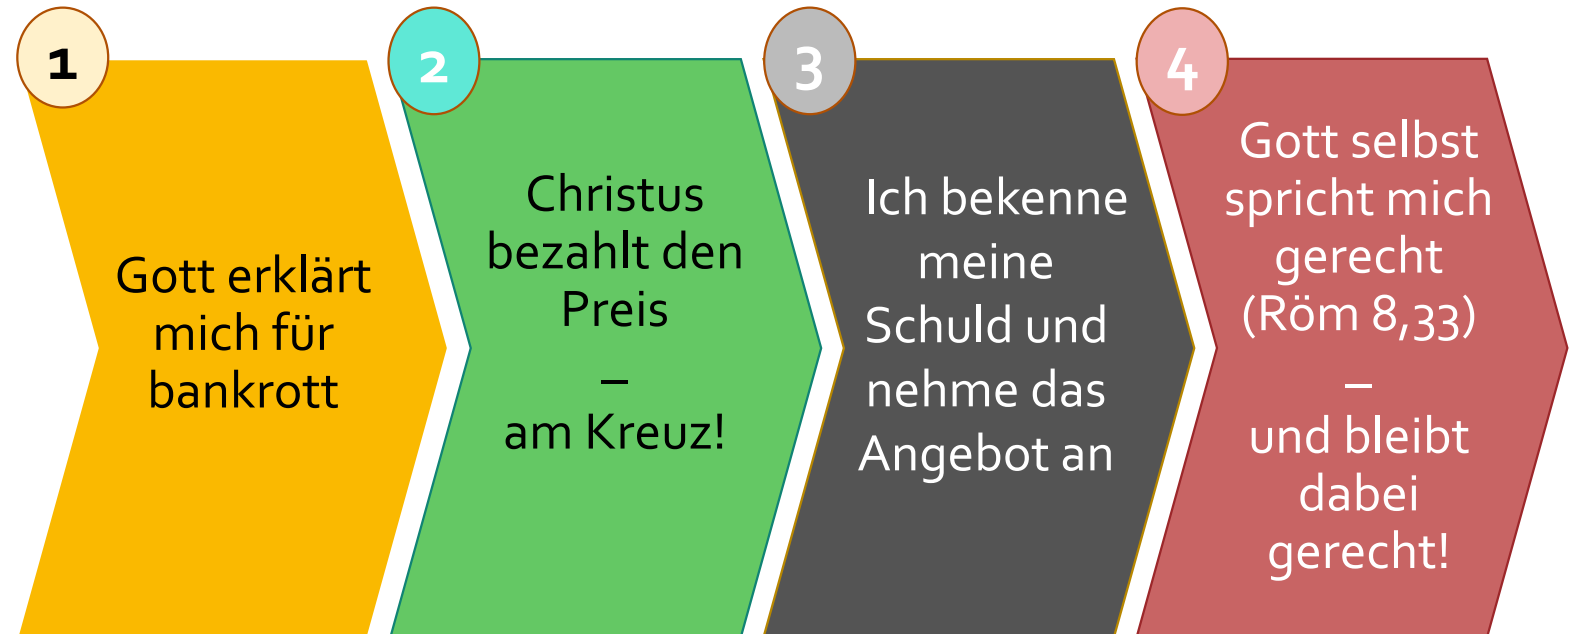 1
Gott erklärt
mich für
bankrott
2
Christus
bezahlt den
Preis
–
am Kreuz!
3
Ich bekenne
meine
Schuld und
nehme das
Angebot an
4
Gott selbst
spricht mich
gerecht
(Röm 8,33)
–
und bleibt
dabei
gerecht!